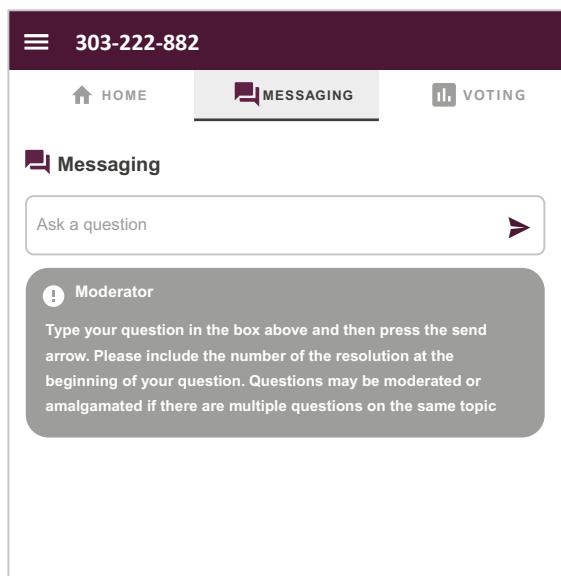 303-222-882
HOME MESSAGING VOTING
Messaging
Ask a question
Moderator
Type your question in the box above and then press the send
arrow. Please include the number of the resolution at the
beginning of your question. Questions may be moderated or
amalgamated if there are multiple questions on the same topic